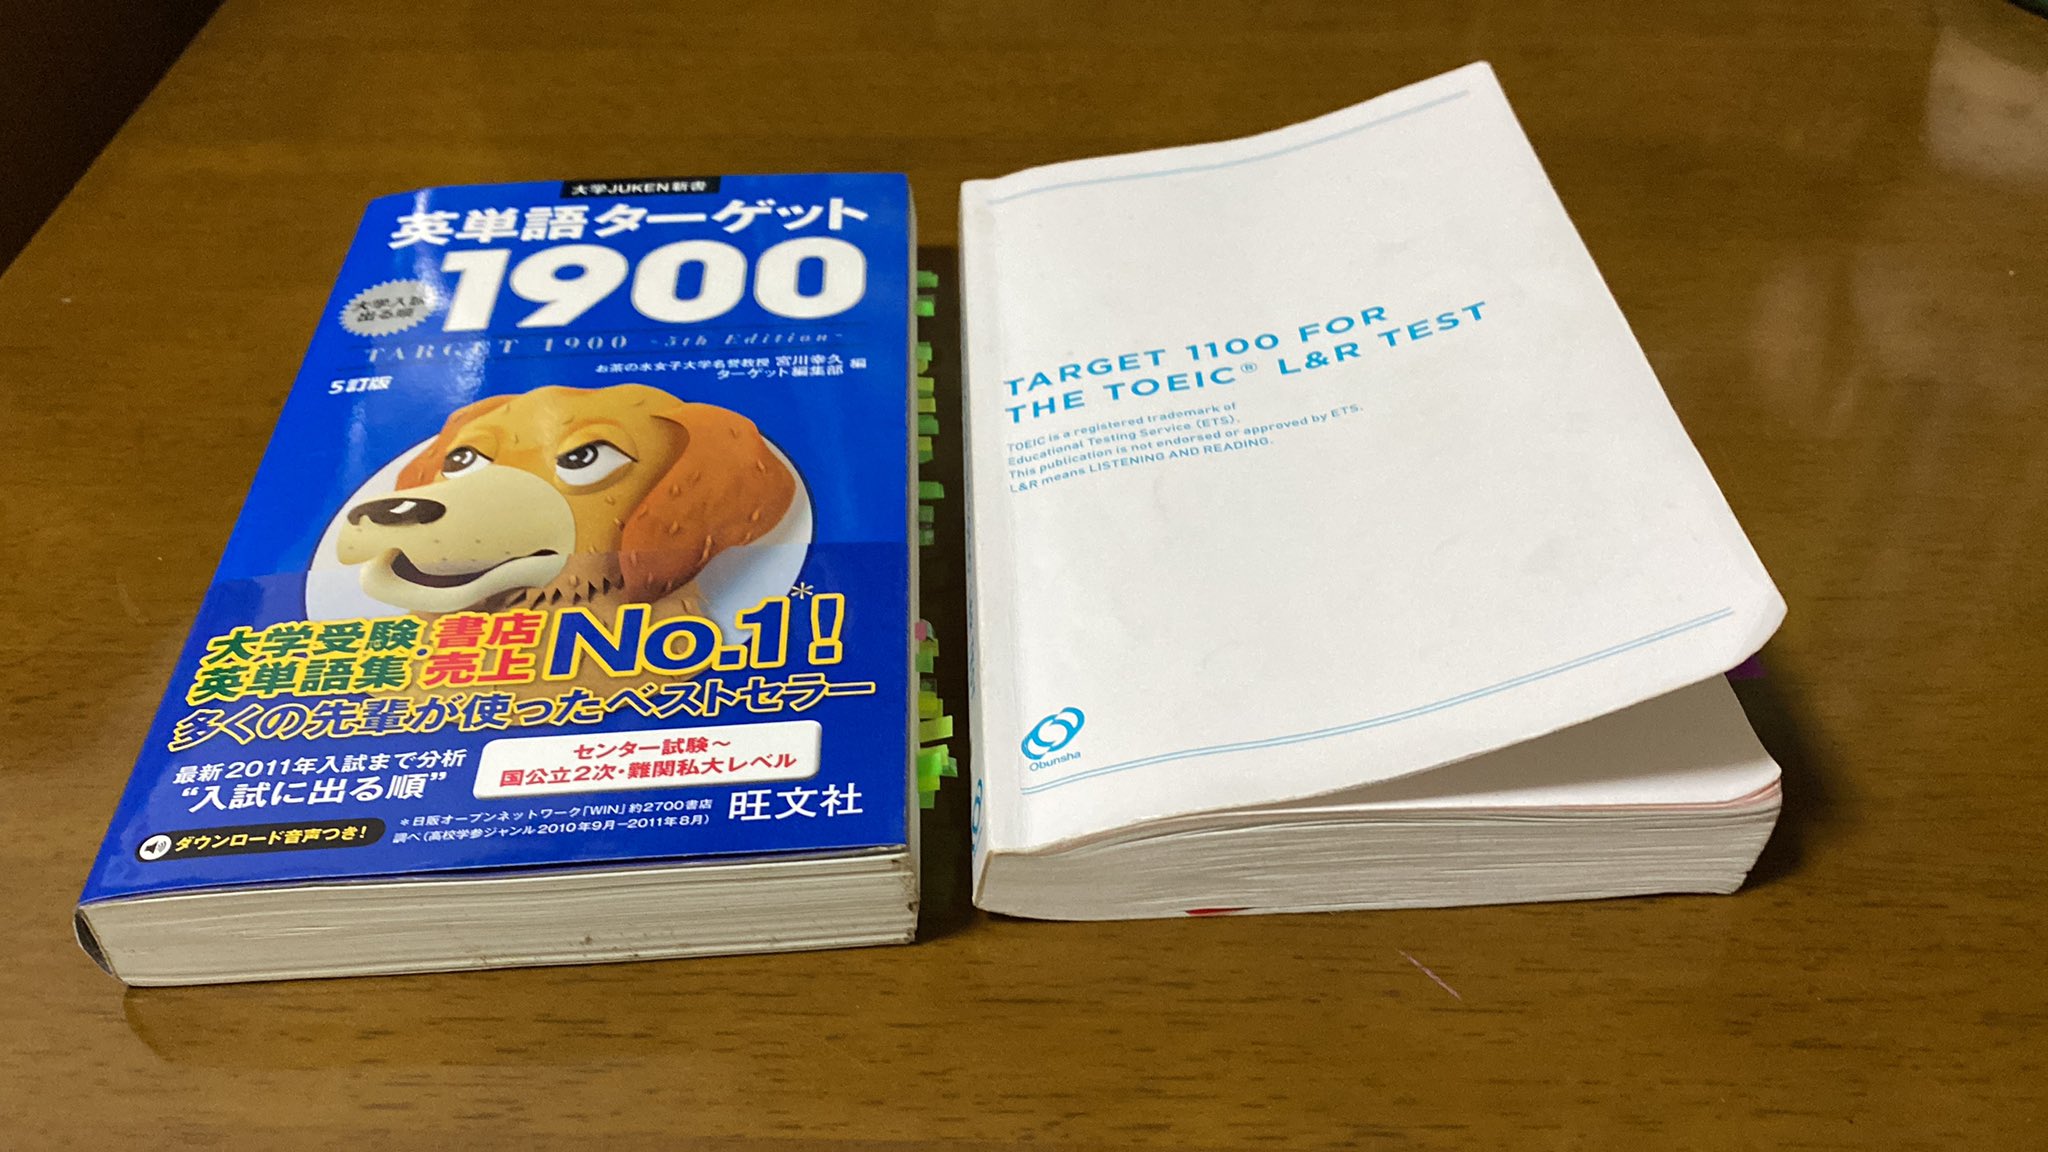 大学JUKEN新書
英単語ターゲット
1900
大学入試
出る順
TARGET 1900 -5th Edition-
お茶の水女子大学名誉教授 宮川幸久 編
ターゲット編集部
5訂版
大学受験・書店
英単語集 売上
No.1!*
多くの先輩が使ったベストセラー
最新2011年入試まで分析
“入試に出る順”
センター試験〜
国公立2次・難関私大レベル
ダウンロード音声つき!
*日販オープンネットワーク「WIN」約2700書店
調べ(高校学参ジャンル2010年9月-2011年8月)
旺文社
TARGET 1100 FOR
THE TOEIC® L&R TEST
TOEIC is a registered trademark of
Educational Testing Service (ETS).
This publication is not endorsed or approved by ETS.
L&R means LISTENING AND READING.
Obunsha